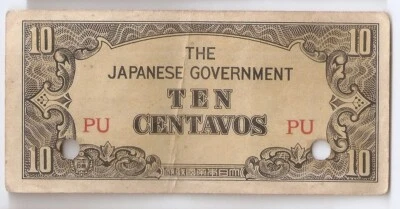 10 10
THE
JAPANESE GOVERNMENT
TEN
PU CENTAVOS PU
10 10